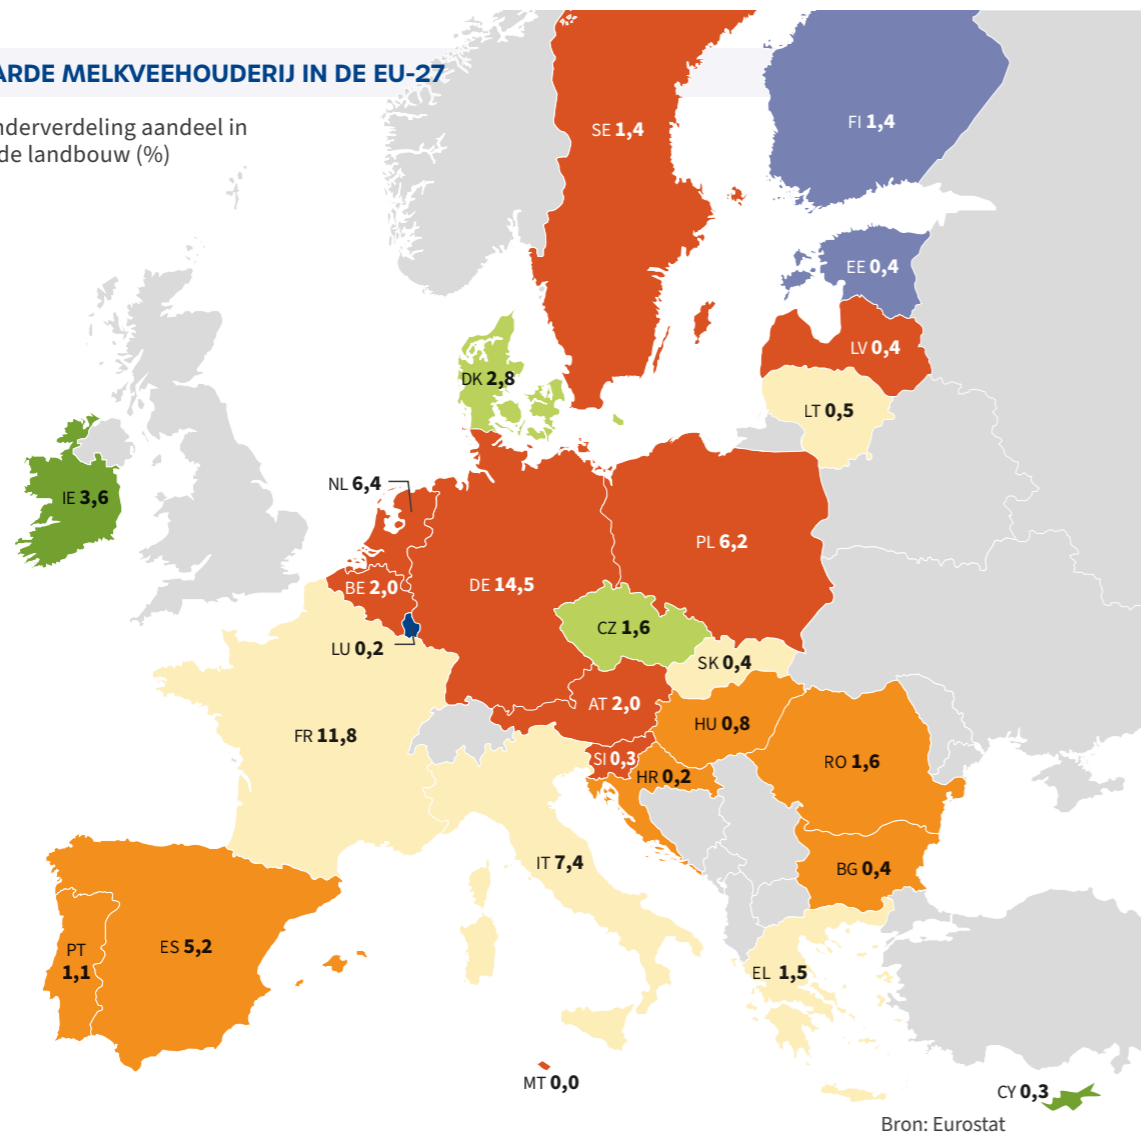 ARDE MELKVEEHOUDERIJ IN DE EU-27
nderverdeling aandeel in
de landbouw (%)
SE 1,4
FI 1,4
EE 0,4
LV 0,4
DK 2,8
LT 0,5
NL 6,4
IE 3,6
PL 6,2
BE 2,0
DE 14,5
CZ 1,6
LU 0,2
SK 0,4
AT 2,0
HU 0,8
FR 11,8
SI 0,3
RO 1,6
HR 0,2
IT 7,4
BG 0,4
PT
1,1
ES 5,2
EL 1,5
MT 0,0
CY 0,3
Bron: Eurostat